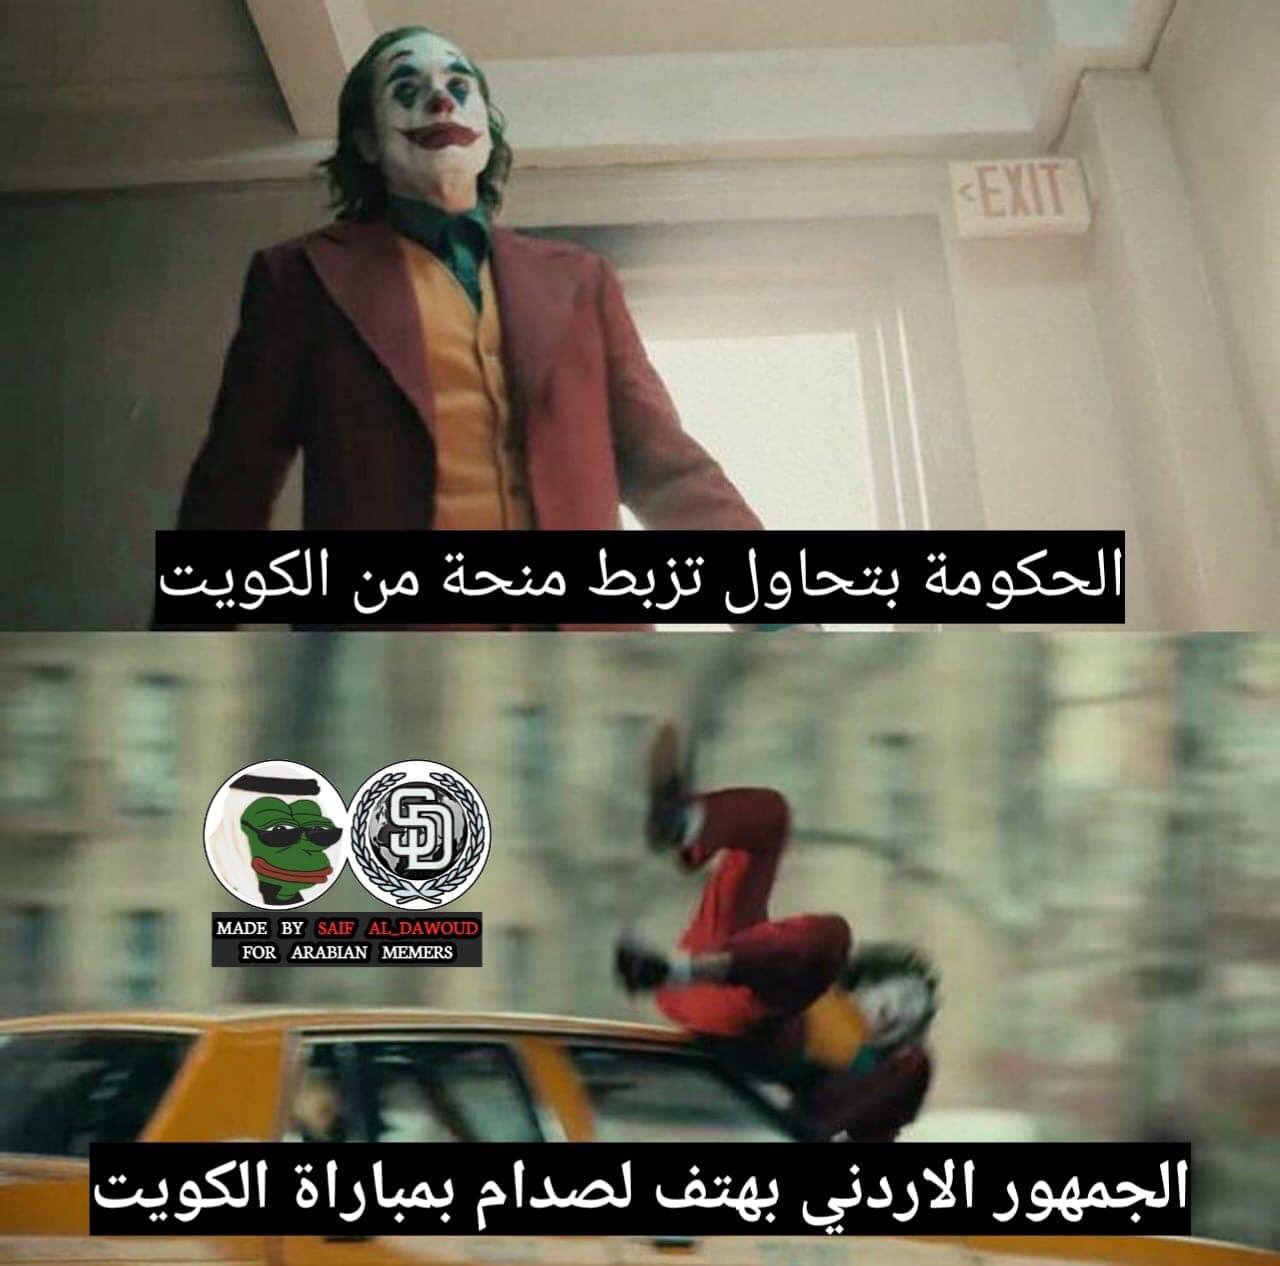 <EXIT
الحكومة بتحاول تزبط منحة من الكويت
SD
MADE BY SAIF AL_DAWOUD
FOR ARABIAN MEMERS
الجمهور الاردني بهتف لصدام بمباراة الكويت